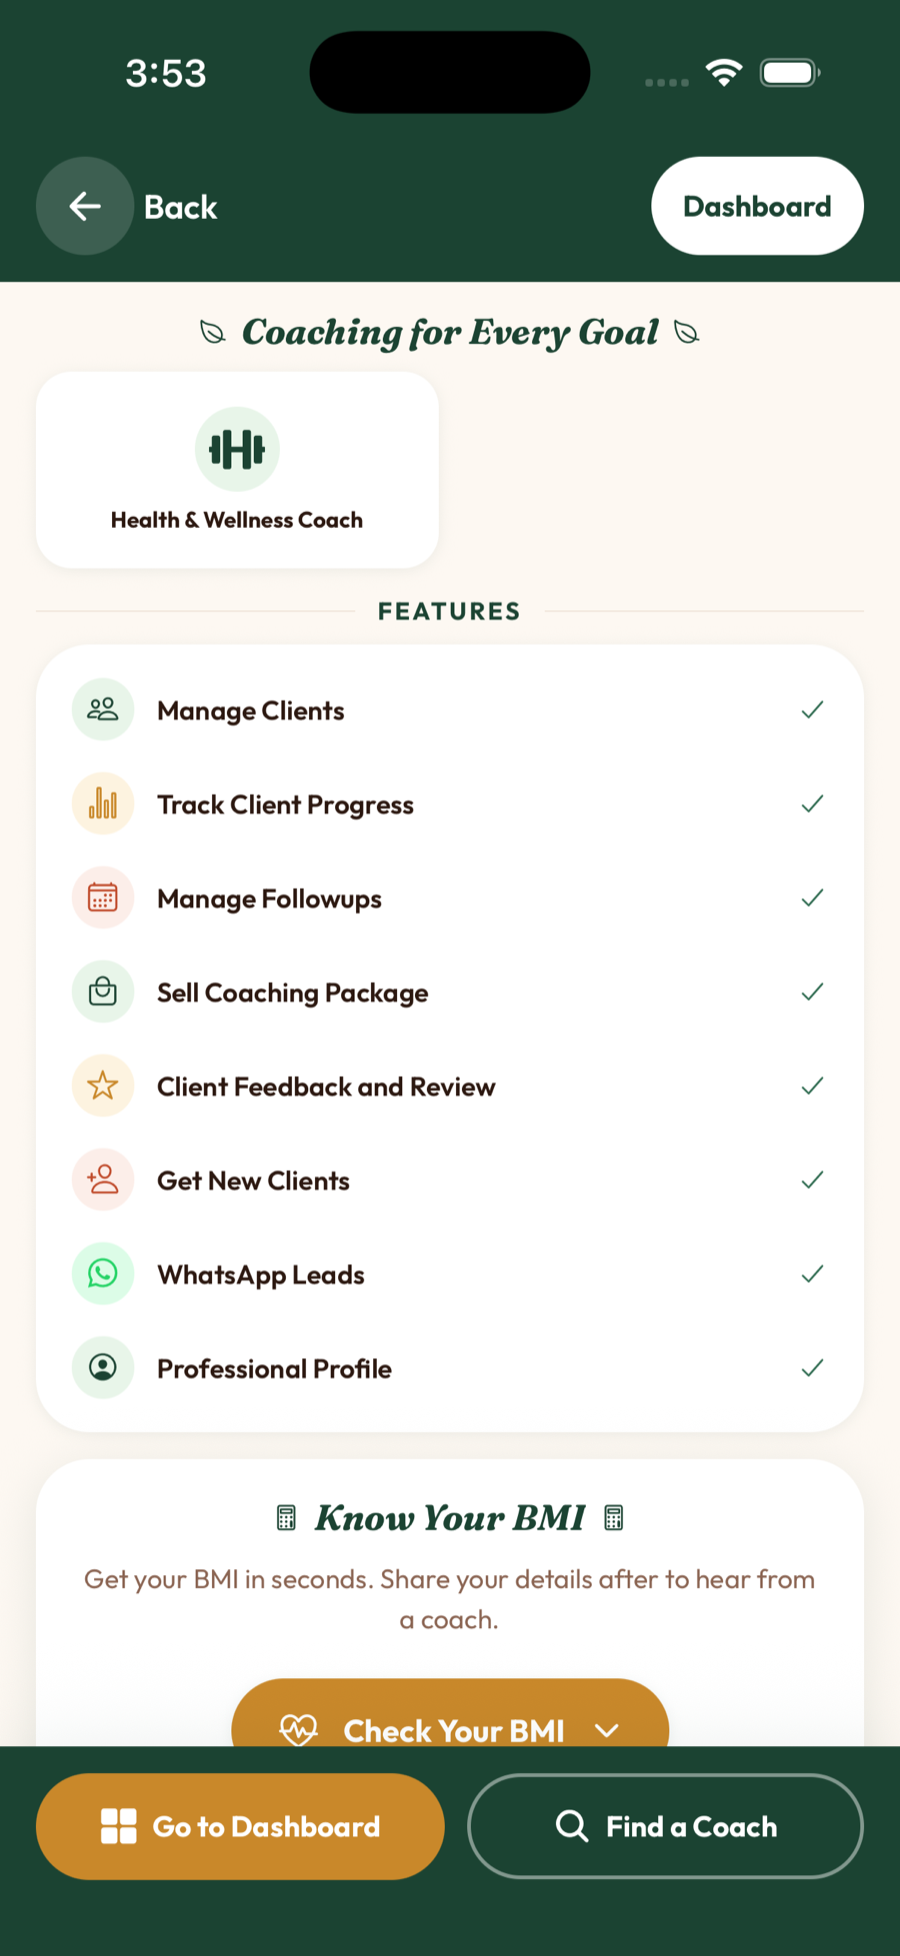 3:53
Back
Dashboard
Coaching for Every Goal
Health & Wellness Coach
FEATURES
Manage Clients
Track Client Progress
Manage Followups
Sell Coaching Package
Client Feedback and Review
Get New Clients
WhatsApp Leads
Professional Profile
Know Your BMI
Get your BMI in seconds. Share your details after to hear from
a coach.
Check Your BMI
Go to Dashboard
Find a Coach